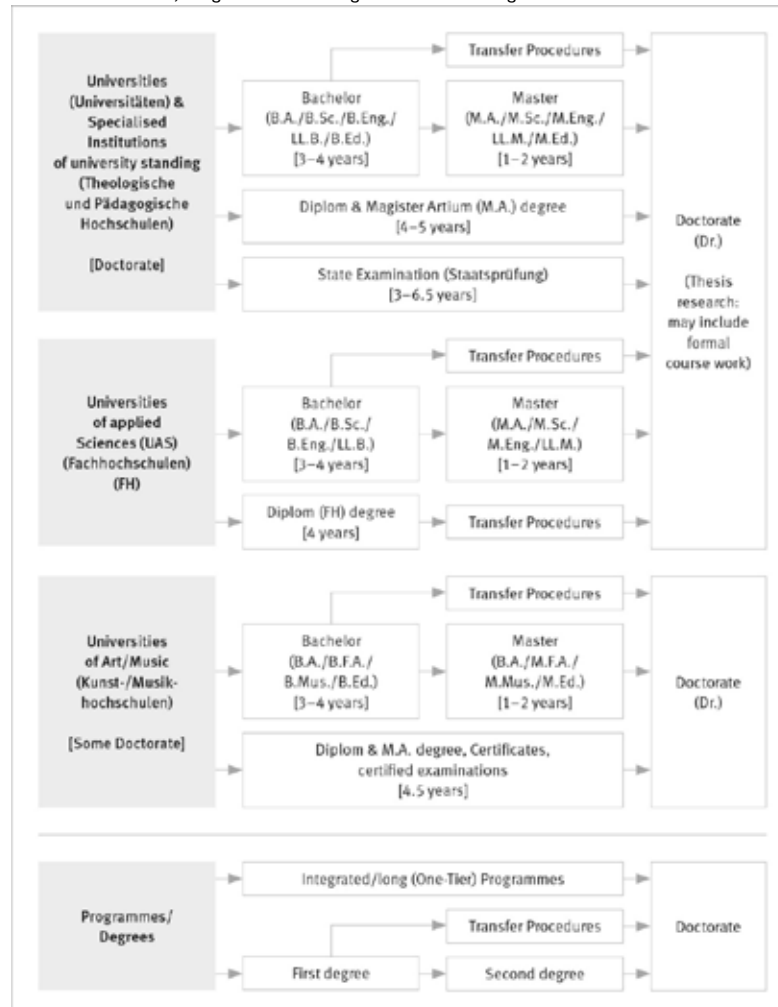 Transfer Procedures
Universities
(Universitäten) &
Specialised
Institutions
of university standing
(Theologische
und Pädagogische
Hochschulen)
[Doctorate]
Bachelor
(B.A./B.Sc./B.Eng./
LL.B./B.Ed.)
[3–4 years]
Master
(M.A./M.Sc./M.Eng./
LL.M./M.Ed.)
[1–2 years]
Diplom & Magister Artium (M.A.) degree
[4–5 years]
State Examination (Staatsprüfung)
[3–6.5 years]
Doctorate
(Dr.)
(Thesis
research:
may include
formal
course work)
Transfer Procedures
Universities
of applied
Sciences (UAS)
(Fachhochschulen)
(FH)
Bachelor
(B.A./B.Sc./
B.Eng./LL.B.)
[3–4 years]
Master
(M.A./M.Sc./
M.Eng./LL.M.)
[1–2 years]
Diplom (FH) degree
[4 years]
Transfer Procedures
Transfer Procedures
Universities
of Art/Music
(Kunst-/Musik-
hochschulen)
[Some Doctorate]
Bachelor
(B.A./B.F.A./
B.Mus./B.Ed.)
[3–4 years]
Master
(B.A./M.F.A./
M.Mus./M.Ed.)
[1–2 years]
Diplom & M.A. degree, Certificates,
certified examinations
[4.5 years]
Doctorate
(Dr.)
Programmes/
Degrees
Integrated/long (One-Tier) Programmes
Transfer Procedures
First degree
Second degree
Doctorate